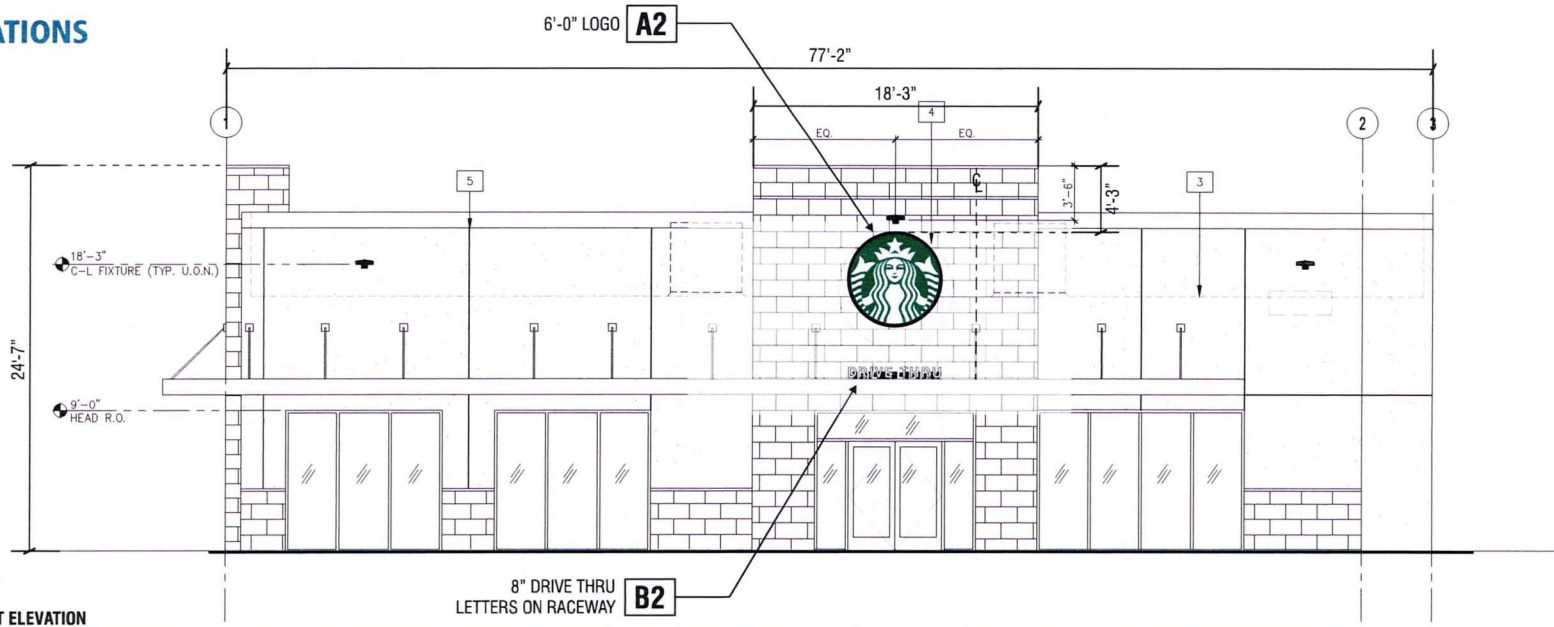 ATIONS
6'-0" LOGO A2
77'-2"
18'-3"
4
EQ. EQ.
1
2
3
5
3
3'-6"
4'-3"
18'-3"
C-L FIXTURE (TYP. U.O.N.)
24'-7"
DRIVE THRU
9'-0"
HEAD R.O.
8" DRIVE THRU
LETTERS ON RACEWAY B2
T ELEVATION